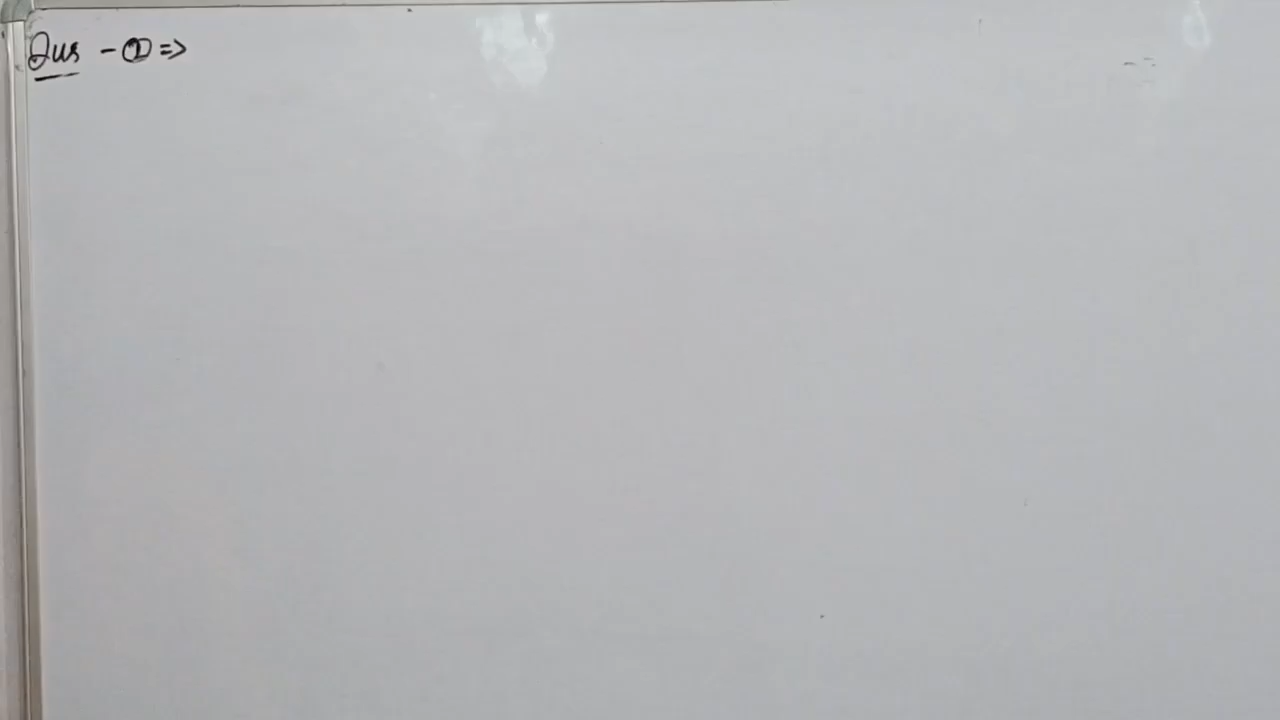 Qus - ① =>